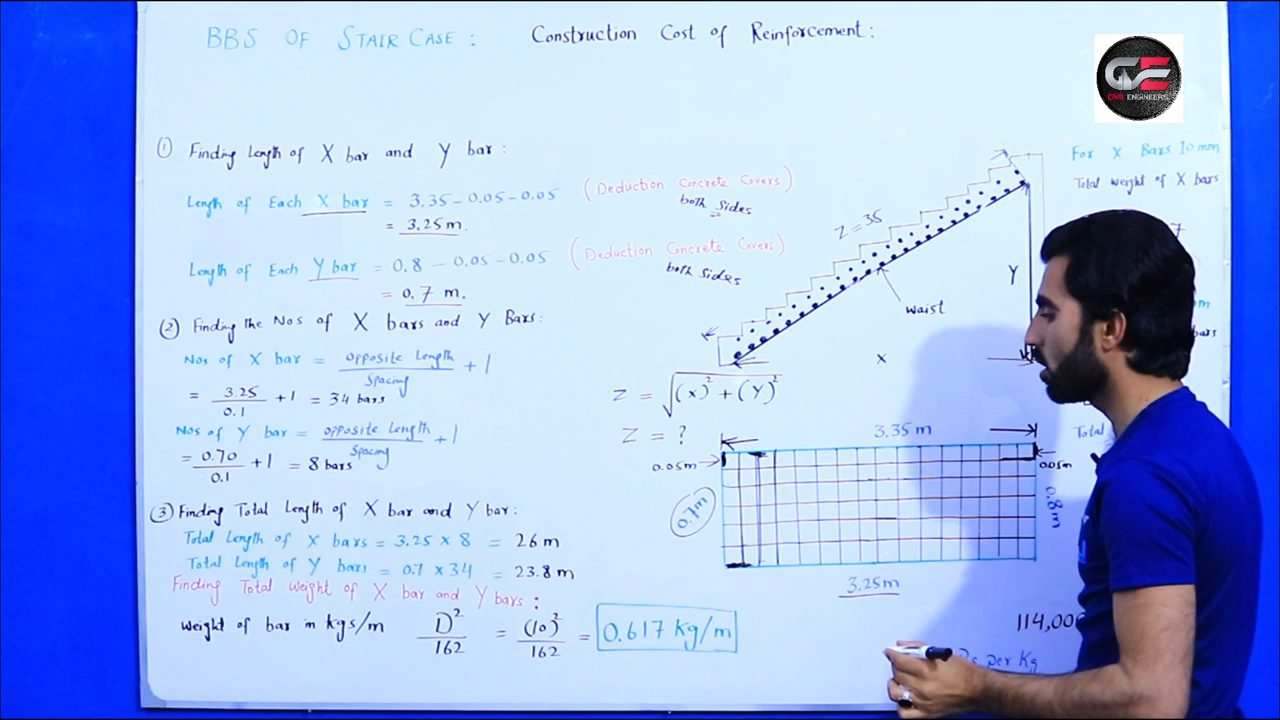 BBS OF STAIR CASE : Construction Cost of Reinforcement :
GVE
CIVIL ENGINEERS
① Finding Length of X bar and Y bar :
Length of Each X bar = 3.35 - 0.05 - 0.05 (Deduction Concrete Covers)
both Sides
= 3.25m.
Length of Each Y bar = 0.8 - 0.05 - 0.05 (Deduction Concrete Covers)
both Sides
= 0.7 m.
② Finding the Nos of X bars and Y Bars :
Nos of X bar = opposite Length / Spacing + 1
= 3.25 / 0.1 + 1 = 34 bars
Nos of Y bar = opposite Length / Spacing + 1
= 0.70 / 0.1 + 1 = 8 bars
③ Finding Total Length of X bar and Y bar :
Total Length of X bars = 3.25 x 8 = 26 m
Total Length of Y bars = 0.7 x 34 = 23.8 m
Finding Total Weight of X bar and Y bars :
Weight of bar in kgs/m D² / 162 = (10)² / 162 = 0.617 kg/m
Z = 35
Y
waist
X
Z = √(X)² + (Y)²
Z = ?
3.35 m
0.05m
0.05m
0.7m
0.8m
3.25m
For X Bars 10 mm
Total Weight of X bars
7
m
bars
Total
114,00
Rs per Kg